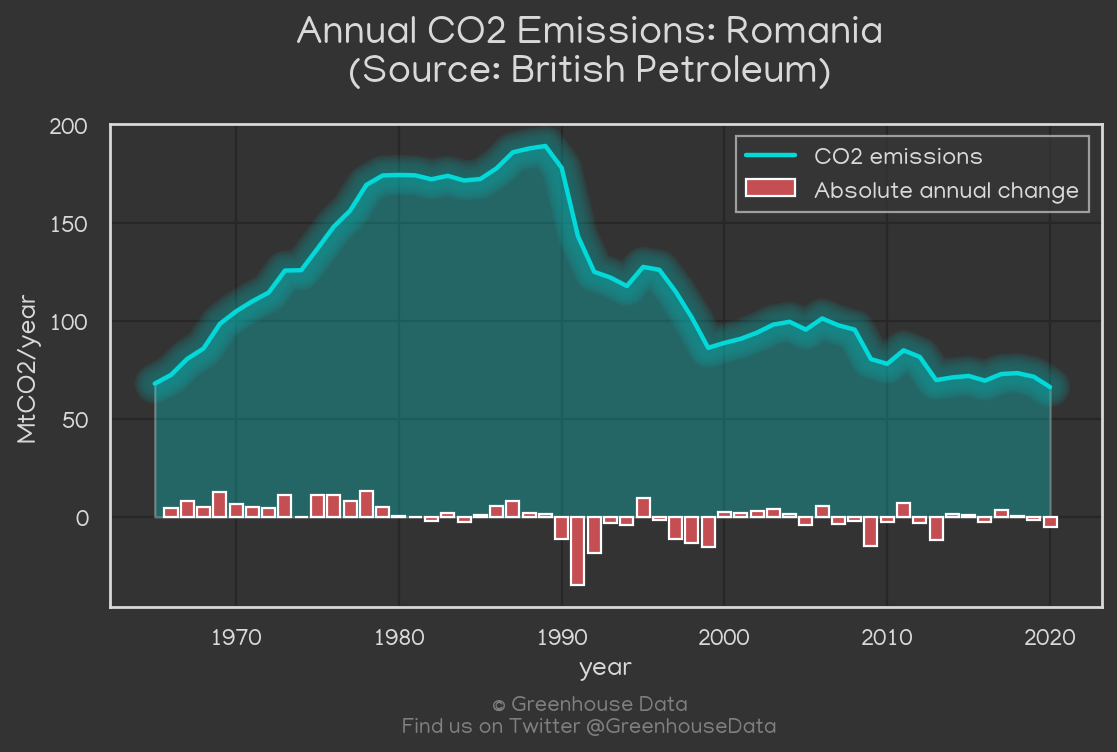 Annual CO2 Emissions: Romania
(Source: British Petroleum)
200
CO2 emissions
Absolute annual change
150
100
50
0
MtCO2/year
1970 1980 1990 2000 2010 2020
year
© Greenhouse Data
Find us on Twitter @GreenhouseData